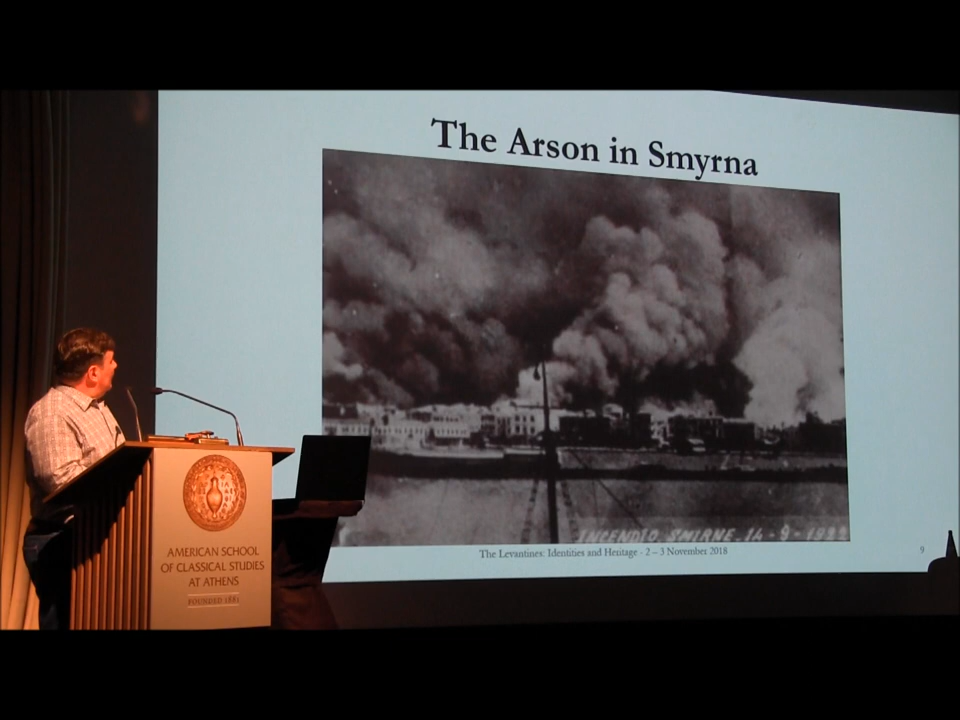 The Arson in Smyrna
INCENDIO SMIRNE 14-9-1922
The Levantines: Identities and Heritage - 2 – 3 November 2018
9
AMERICAN SCHOOL
OF CLASSICAL STUDIES
AT ATHENS
FOUNDED 1881